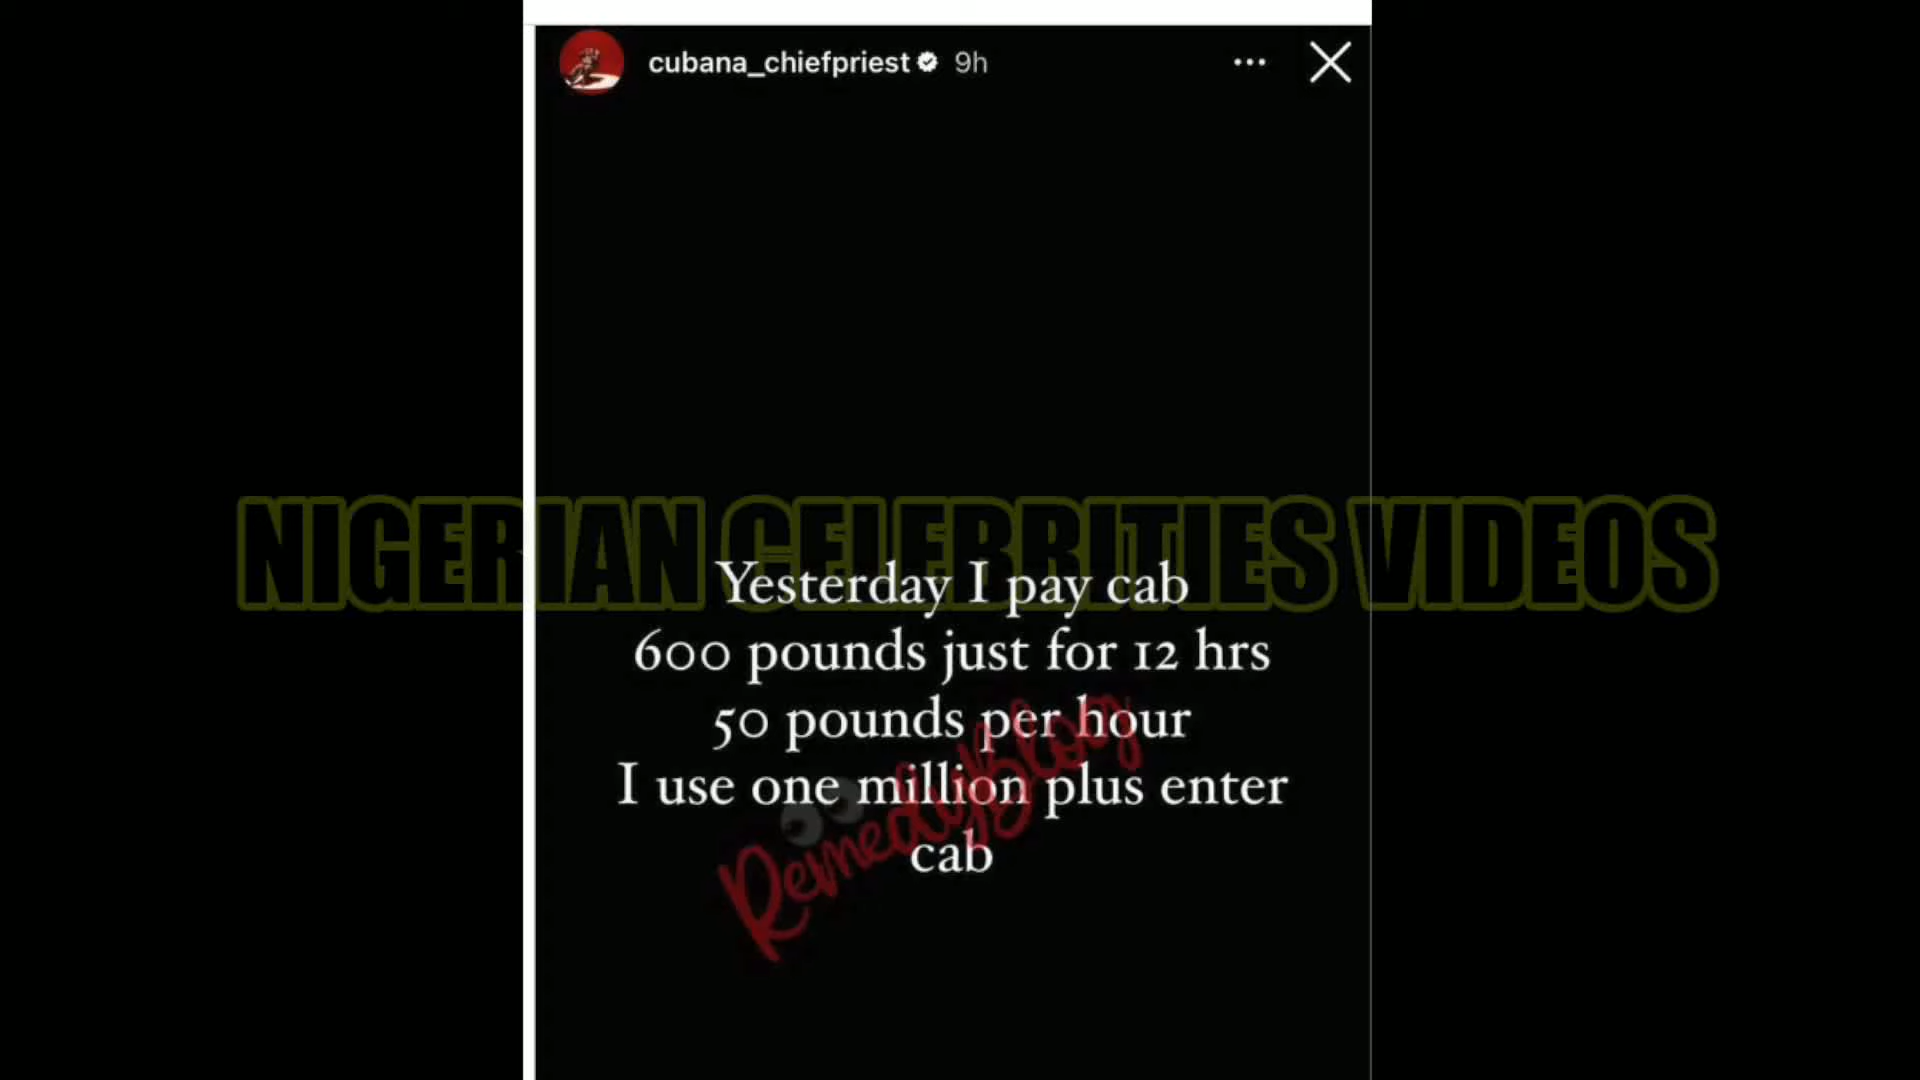 cubana_chiefpriest 9h
NIGERIAN CELEBRITIES VIDEOS
Yesterday I pay cab
600 pounds just for 12 hrs
50 pounds per hour
I use one million plus enter
cab
RemedyBlog